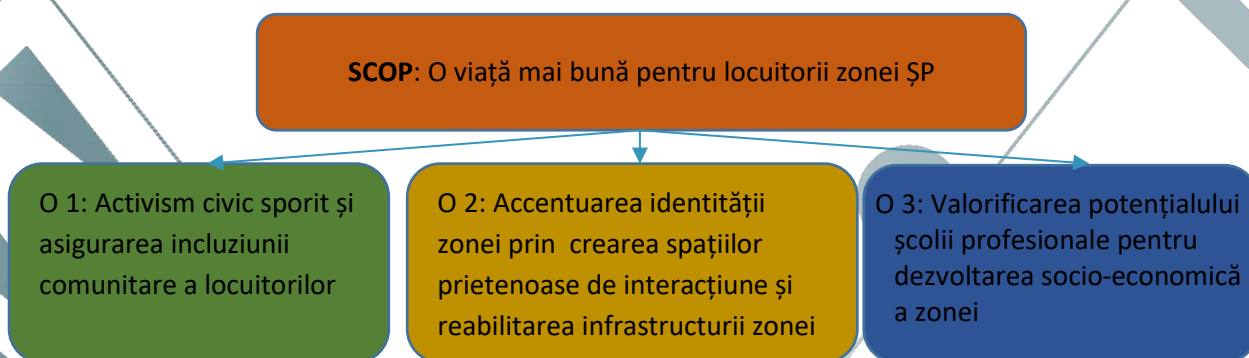 SCOP: O viață mai bună pentru locuitorii zonei ȘP
O 1: Activism civic sporit și
asigurarea incluziunii
comunitare a locuitorilor
O 2: Accentuarea identității
zonei prin crearea spațiilor
prietenoase de interacțiune și
reabilitarea infrastructurii zonei
O 3: Valorificarea potențialului
școlii profesionale pentru
dezvoltarea socio-economică
a zonei